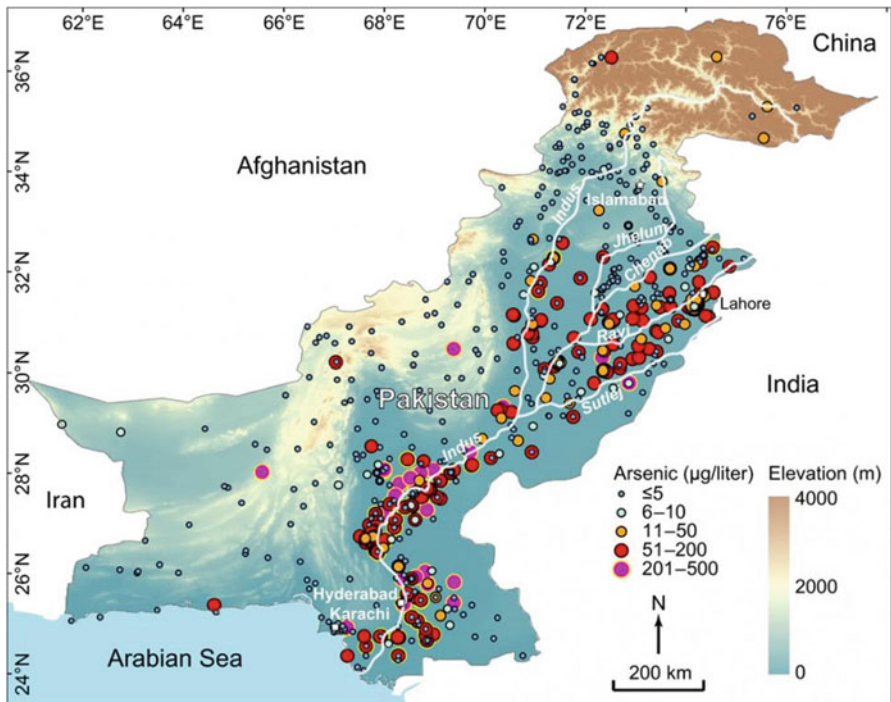 62°E
64°E
66°E
68°E
70°E
72°E
74°E
76°E
36°N
34°N
32°N
30°N
28°N
26°N
24°N
China
Afghanistan
Indus
Islamabad
Jhelum
Chenab
Lahore
Ravi
Sutlej
Pakistan
India
Indus
Iran
Hyderabad
Karachi
Arabian Sea
Arsenic (µg/liter)
≤5
6–10
11–50
51–200
201–500
Elevation (m)
4000
2000
0
N
200 km